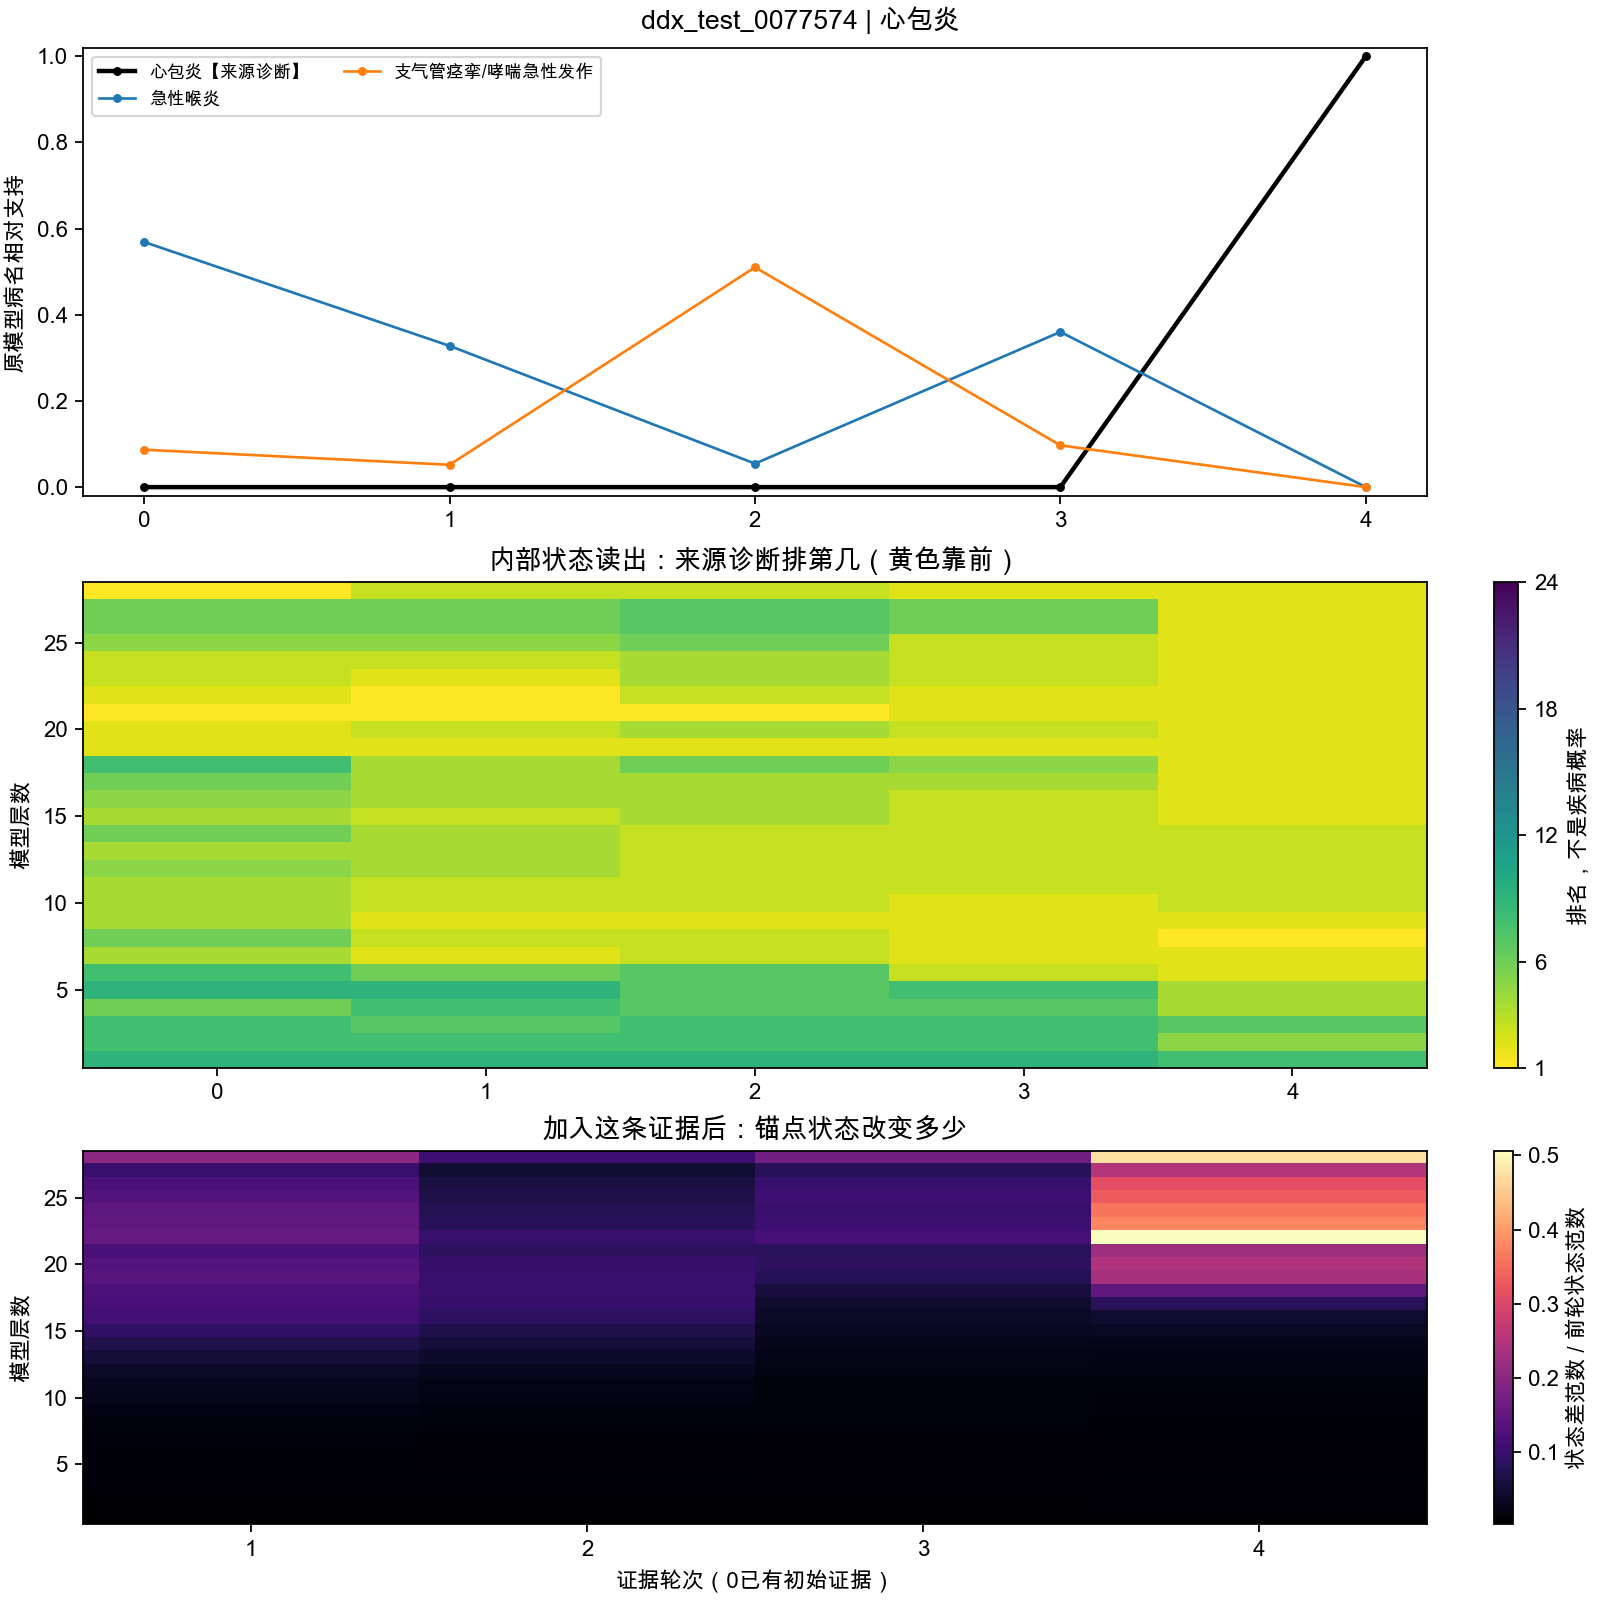 ddx_test_0077574 | 心包炎
心包炎【来源诊断】
急性喉炎
支气管痉挛/哮喘急性发作
原模型病名相对支持
1.0
0.8
0.6
0.4
0.2
0.0
0 1 2 3 4
内部状态读出：来源诊断排第几（黄色靠前）
模型层数
25
20
15
10
5
0 1 2 3 4
24
18
12
6
1
排名，不是疾病概率
加入这条证据后：锚点状态改变多少
模型层数
25
20
15
10
5
1 2 3 4
证据轮次（0已有初始证据）
0.5
0.4
0.3
0.2
0.1
状态差范数 / 前轮状态范数